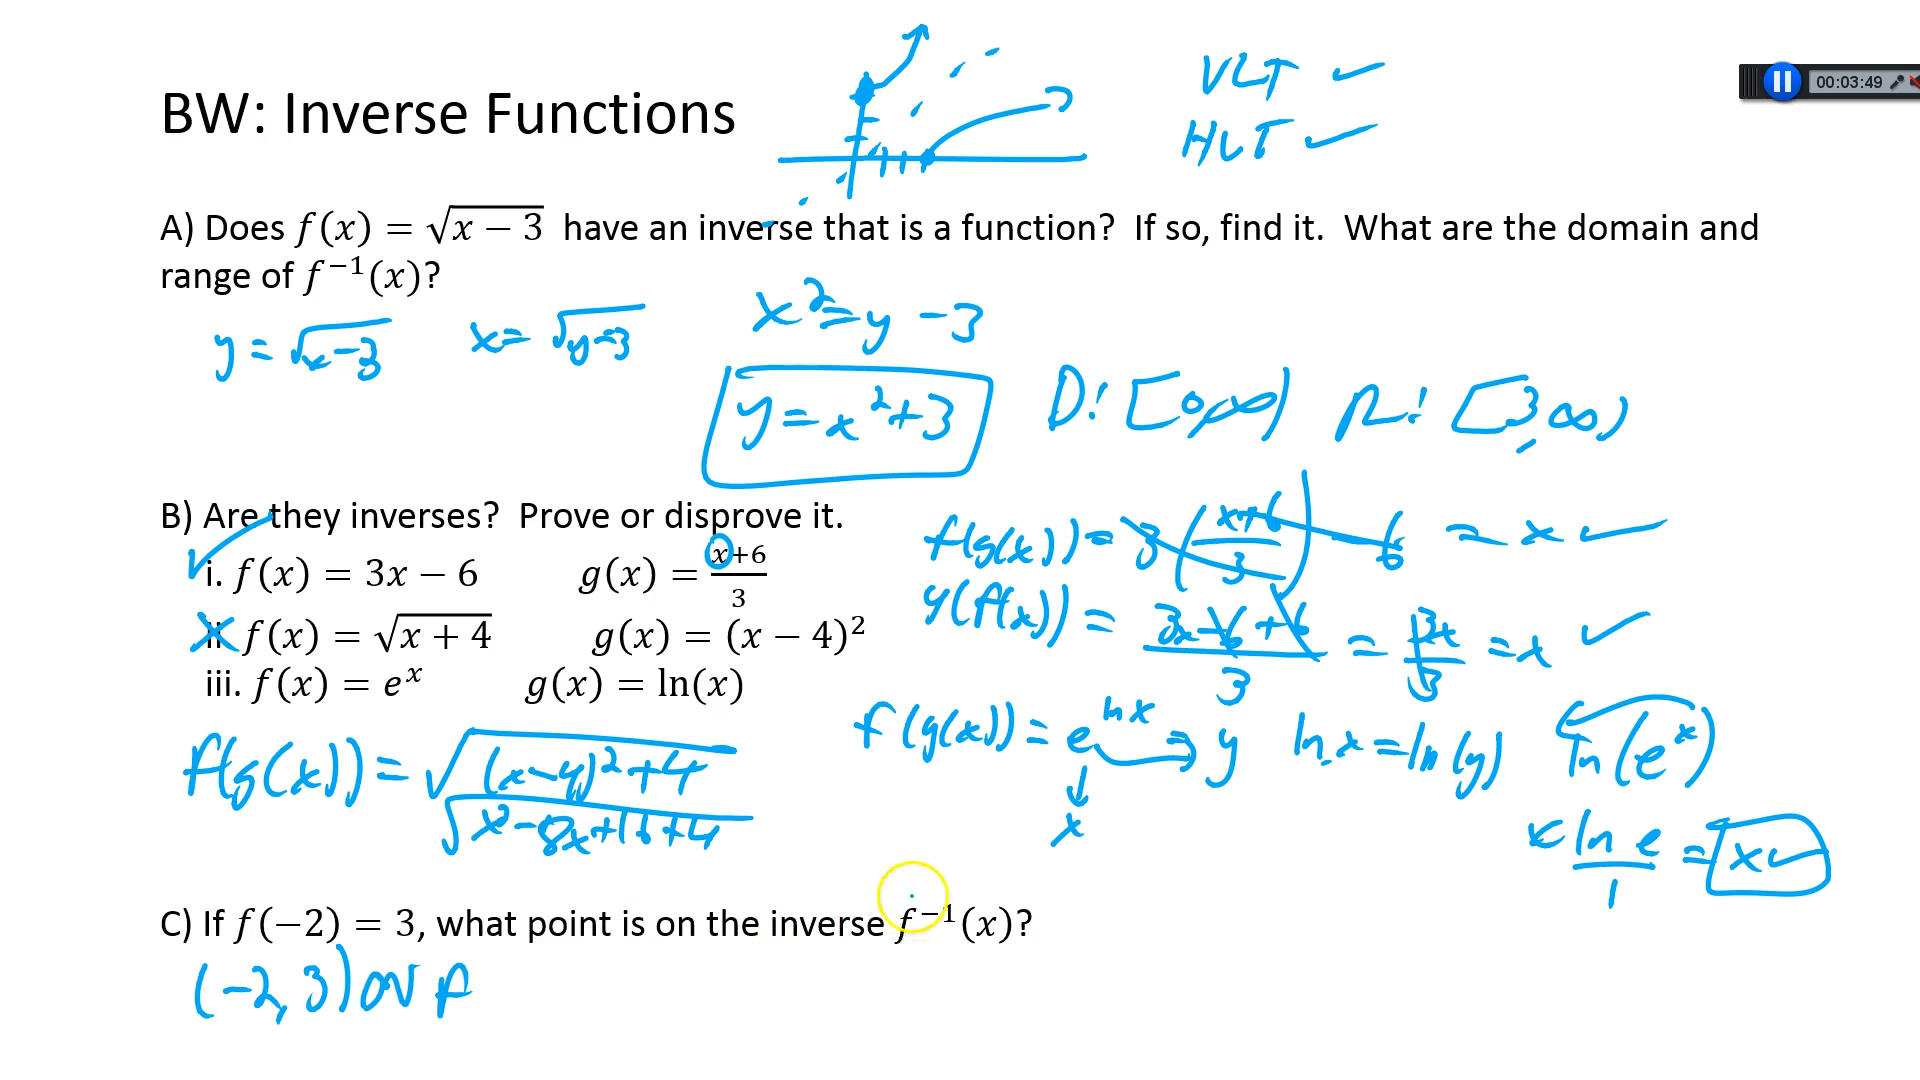 VLT ✓
BW: Inverse Functions
00:03:49
HLT ✓
A) Does f(x) = √(x − 3) have an inverse that is a function? If so, find it. What are the domain and
range of f⁻¹(x)?
y = √(x−3) x = √(y−3) x² = y − 3
y = x² + 3 D: [0,∞) R: [3,∞)
B) Are they inverses? Prove or disprove it.
✓ i. f(x) = 3x − 6 g(x) = (x+6)/3
f(g(x)) = 3((x+6)/3) − 6 = x ✓
ii f(x) = √(x + 4) g(x) = (x − 4)²
g(f(x)) = (3x−6+6)/3 = 3x/3 = x ✓
iii. f(x) = eˣ g(x) = ln(x)
f(g(x)) = e^(ln x) ⇒ y ln x = ln(y) ln(eˣ)
x x ln e = x ✓
1
f(g(x)) = √((x−4)² + 4)
√(x² − 8x + 16 + 4)
C) If f(−2) = 3, what point is on the inverse f⁻¹(x)?
(−2, 3) ON f